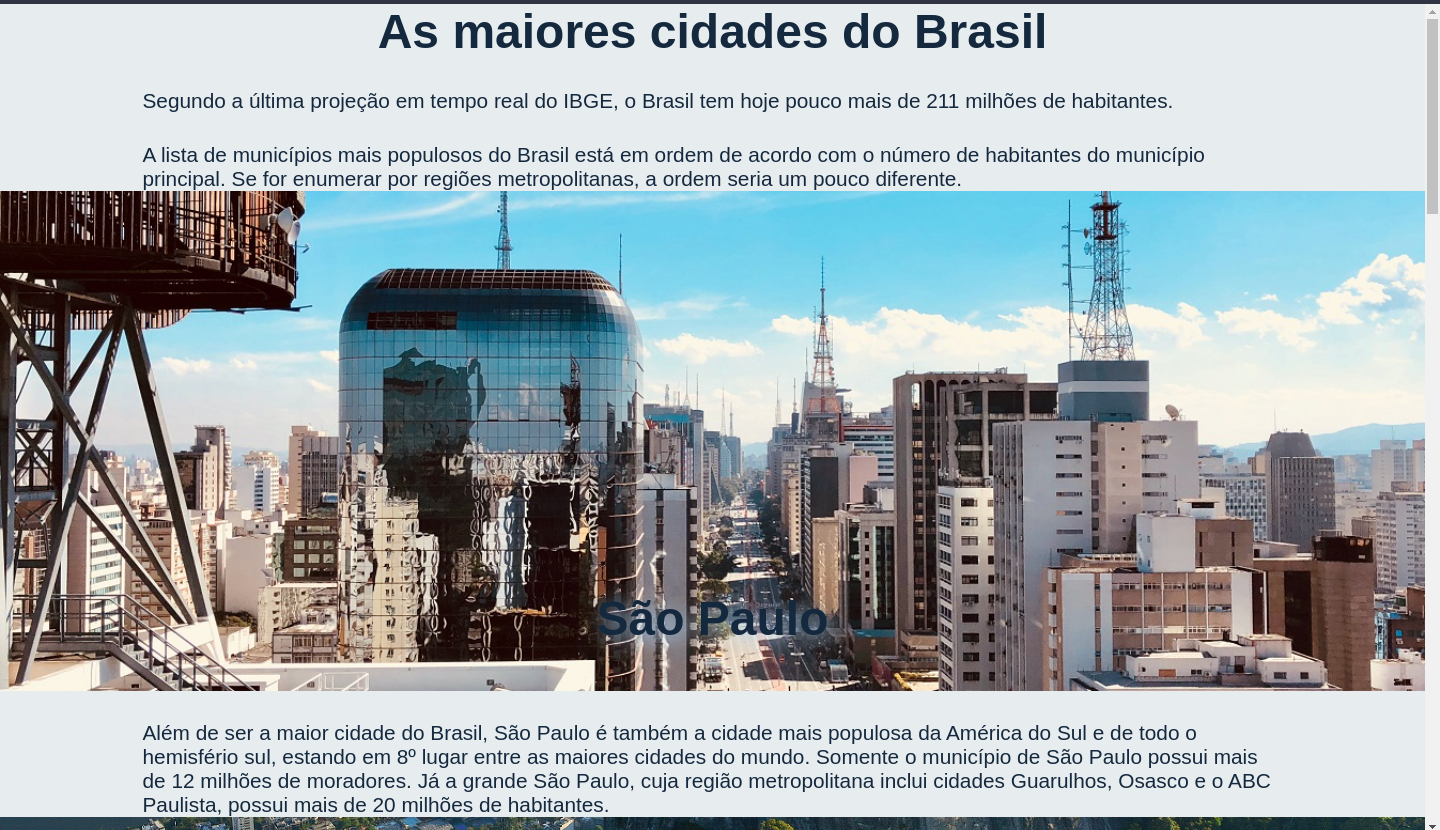 As maiores cidades do Brasil
Segundo a última projeção em tempo real do IBGE, o Brasil tem hoje pouco mais de 211 milhões de habitantes.
A lista de municípios mais populosos do Brasil está em ordem de acordo com o número de habitantes do município
principal. Se for enumerar por regiões metropolitanas, a ordem seria um pouco diferente.
São Paulo
Além de ser a maior cidade do Brasil, São Paulo é também a cidade mais populosa da América do Sul e de todo o
hemisfério sul, estando em 8º lugar entre as maiores cidades do mundo. Somente o município de São Paulo possui mais
de 12 milhões de moradores. Já a grande São Paulo, cuja região metropolitana inclui cidades Guarulhos, Osasco e o ABC
Paulista, possui mais de 20 milhões de habitantes.